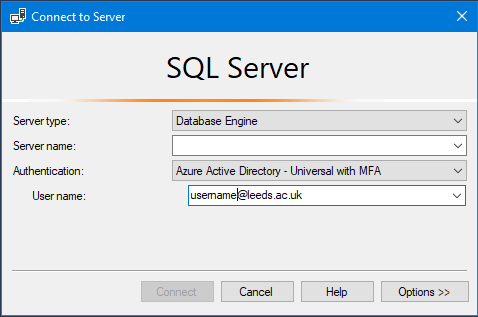 Connect to Server
SQL Server
Server type: Database Engine
Server name:
Authentication: Azure Active Directory - Universal with MFA
User name: username@leeds.ac.uk
Connect Cancel Help Options >>